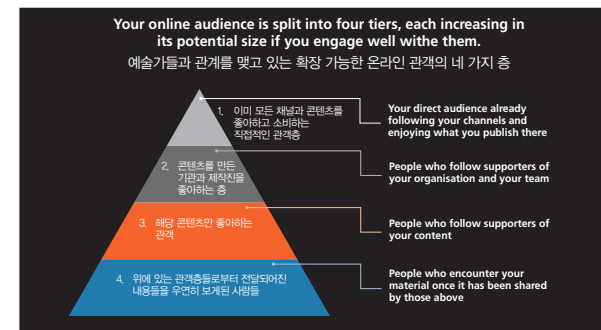 Your online audience is split into four tiers, each increasing in
its potential size if you engage well withe them.
예술가들과 관계를 맺고 있는 확장 가능한 온라인 관객의 네 가지 층
1. 이미 모든 채널과 콘텐츠를
좋아하고 소비하는
직접적인 관객층
Your direct audience already
following your channels and
enjoying what you publish there
2. 콘텐츠를 만든
기관과 제작진을
좋아하는 층
People who follow supporters of
your organisation and your team
3. 해당 콘텐츠만 좋아하는
관객
People who follow supporters of
your content
4. 위에 있는 관객층들로부터 전달되어진
내용들을 우연히 보게된 사람들
People who encounter your
material once it has been shared
by those above